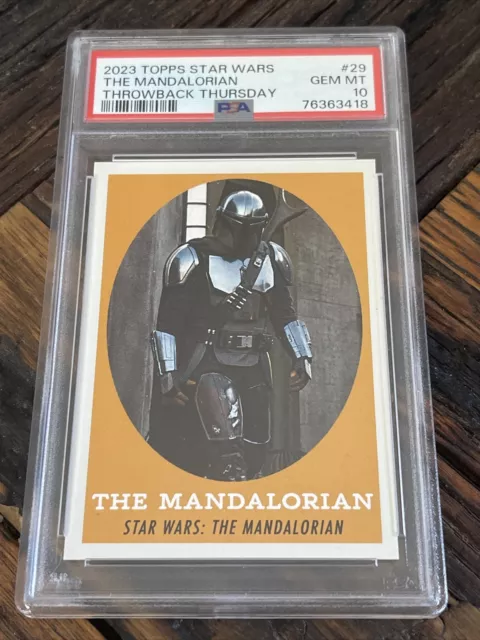 2023 TOPPS STAR WARS #29
THE MANDALORIAN GEM MT
THROWBACK THURSDAY 10
PSA 76363418
THE MANDALORIAN
STAR WARS: THE MANDALORIAN